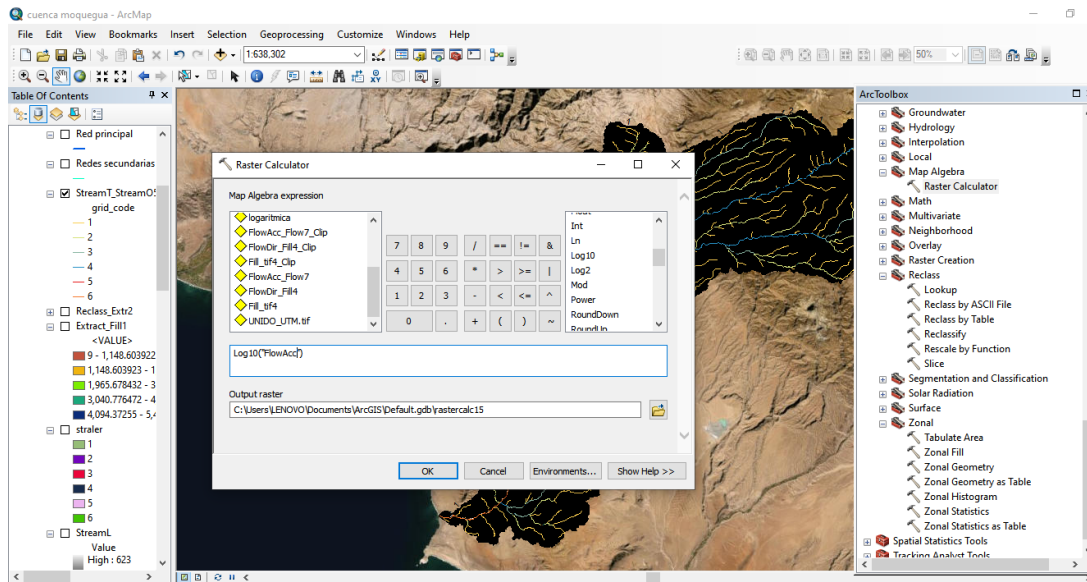 cuenca moquegua - ArcMap
File Edit View Bookmarks Insert Selection Geoprocessing Customize Windows Help
1:638,302
50%
Table Of Contents
Red principal
Redes secundarias
StreamT_StreamO5
grid_code
1
2
3
4
5
6
Reclass_Extr2
Extract_Fill1
<VALUE>
9 - 1,148.603922
1,148.603923 - 1
1,965.678432 - 3
3,040.776472 - 4
4,094.37255 - 5,4
straler
1
2
3
4
5
6
StreamL
Value
High : 623
Raster Calculator
Map Algebra expression
logaritmica
FlowAcc_Flow7_Clip
FlowDir_Fill4_Clip
Fill_tif4_Clip
FlowAcc_Flow7
FlowDir_Fill4
Fill_tif4
UNIDO_UTM.tif
7 8 9 / == != &
4 5 6 * > >= |
1 2 3 - < <= ^
0 . + ( ) ~
Float
Int
Ln
Log10
Log2
Mod
Power
RoundDown
RoundUp
Log10("FlowAcc")
Output raster
C:\Users\LENOVO\Documents\ArcGIS\Default.gdb\rastercalc15
OK Cancel Environments... Show Help >>
ArcToolbox
Groundwater
Hydrology
Interpolation
Local
Map Algebra
Raster Calculator
Math
Multivariate
Neighborhood
Overlay
Raster Creation
Reclass
Lookup
Reclass by ASCII File
Reclass by Table
Reclassify
Rescale by Function
Slice
Segmentation and Classification
Solar Radiation
Surface
Zonal
Tabulate Area
Zonal Fill
Zonal Geometry
Zonal Geometry as Table
Zonal Histogram
Zonal Statistics
Zonal Statistics as Table
Spatial Statistics Tools
Tracking Analyst Tools